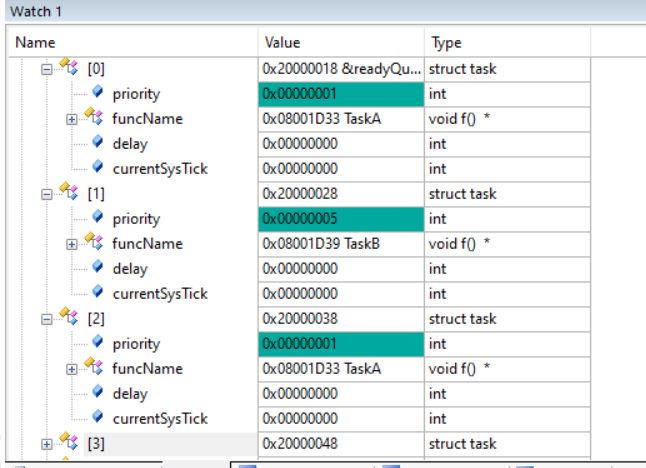 Watch 1
Name Value Type
[0] 0x20000018 &readyQu... struct task
priority 0x00000001 int
funcName 0x08001D33 TaskA void f() *
delay 0x00000000 int
currentSysTick 0x00000000 int
[1] 0x20000028 struct task
priority 0x00000005 int
funcName 0x08001D39 TaskB void f() *
delay 0x00000000 int
currentSysTick 0x00000000 int
[2] 0x20000038 struct task
priority 0x00000001 int
funcName 0x08001D33 TaskA void f() *
delay 0x00000000 int
currentSysTick 0x00000000 int
[3] 0x20000048 struct task